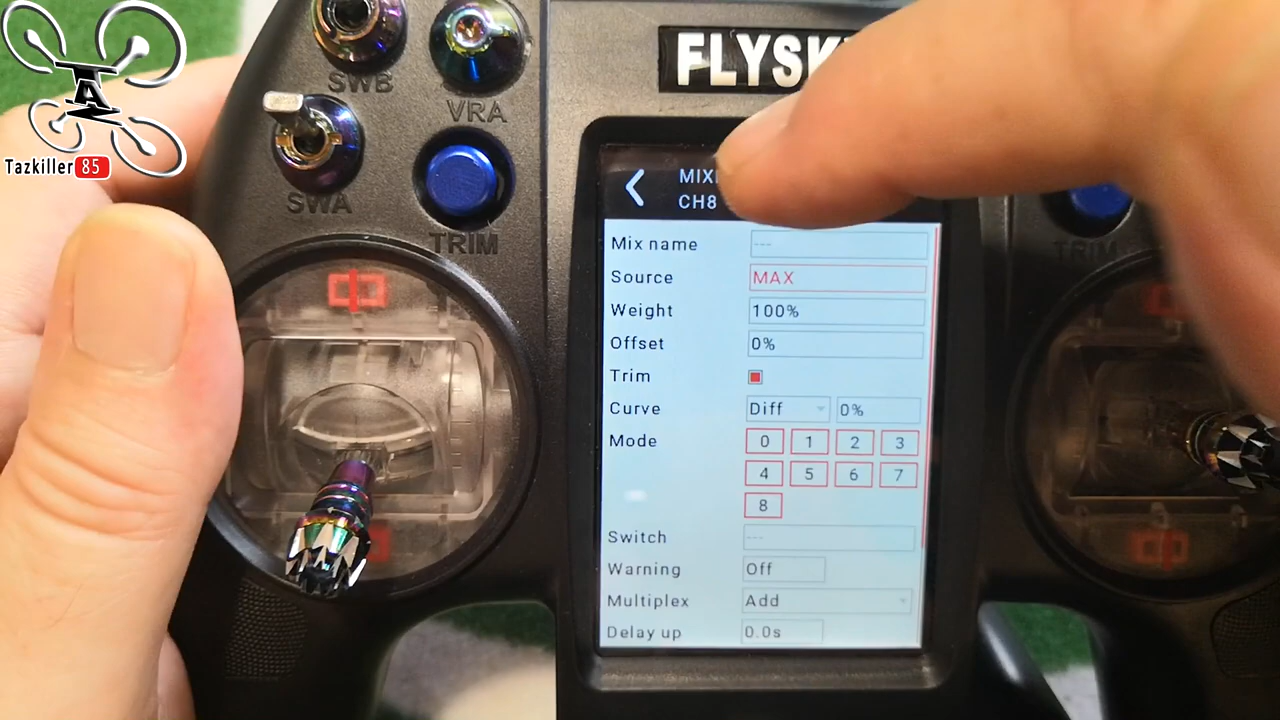 A
Tazkiller 85
SWB
VRA
SWA
TRIM
CH8
Mix name ---
Source MAX
Weight 100%
Offset 0%
Trim
Curve Diff 0%
Mode 0 1 2 3
4 5 6 7
8
Switch ---
Warning Off
Multiplex Add
Delay up 0.0s
TRIM